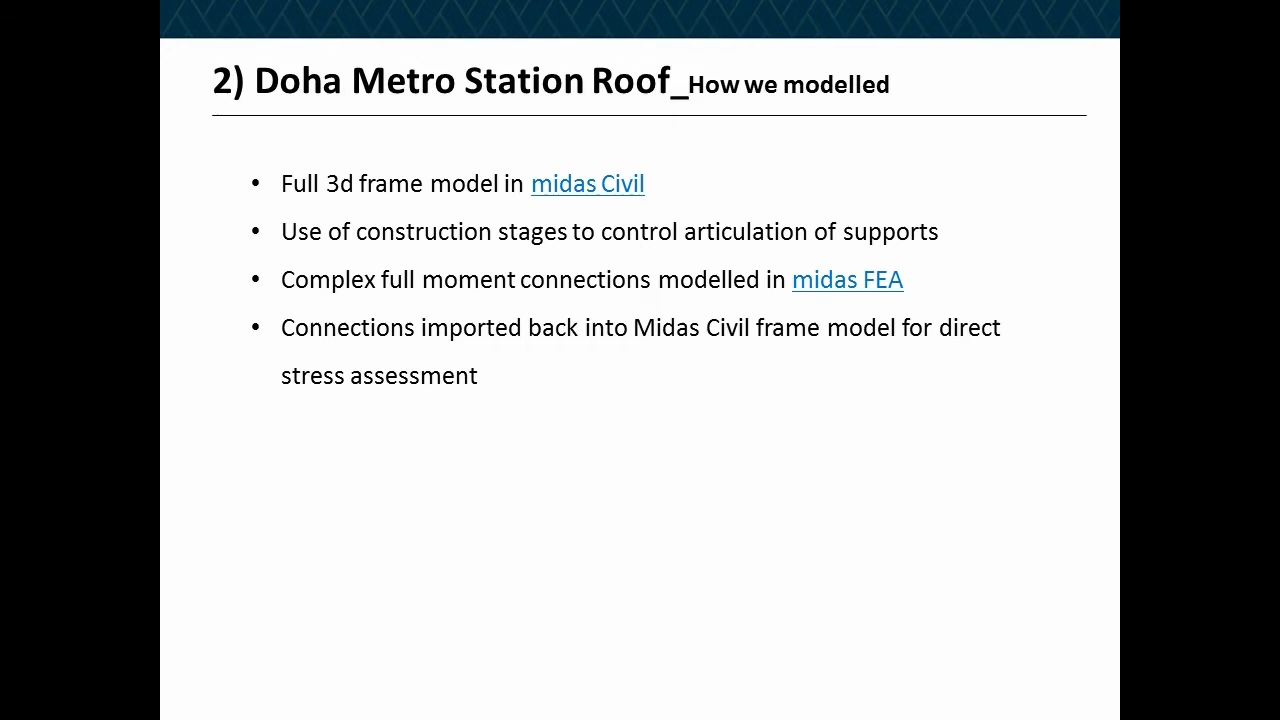 2) Doha Metro Station Roof_How we modelled
• Full 3d frame model in midas Civil
• Use of construction stages to control articulation of supports
• Complex full moment connections modelled in midas FEA
• Connections imported back into Midas Civil frame model for direct
stress assessment